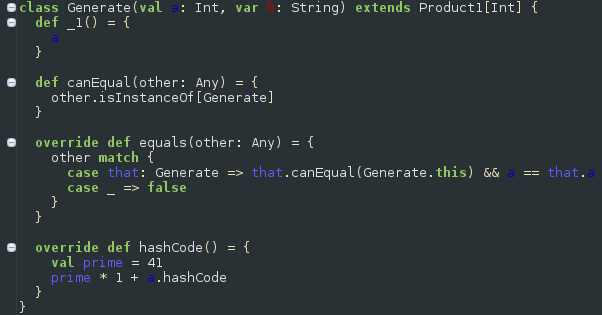 class Generate(val a: Int, var b: String) extends Product1[Int] {
  def _1() = {
    a
  }
  def canEqual(other: Any) = {
    other.isInstanceOf[Generate]
  }
  override def equals(other: Any) = {
    other match {
      case that: Generate => that.canEqual(Generate.this) && a == that.a
      case _ => false
    }
  }
  override def hashCode() = {
    val prime = 41
    prime * 1 + a.hashCode
  }
}